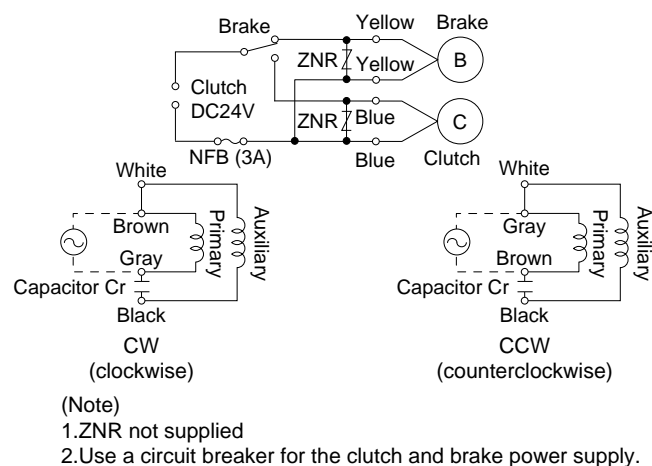 Brake
Yellow
Brake
ZNR
Yellow
B
Clutch
DC24V
ZNR
Blue
C
NFB (3A)
Blue
Clutch
White
Brown
Primary
Auxiliary
Gray
Capacitor Cr
Black
CW
(clockwise)
White
Gray
Primary
Auxiliary
Brown
Capacitor Cr
Black
CCW
(counterclockwise)
(Note)
1.ZNR not supplied
2.Use a circuit breaker for the clutch and brake power supply.